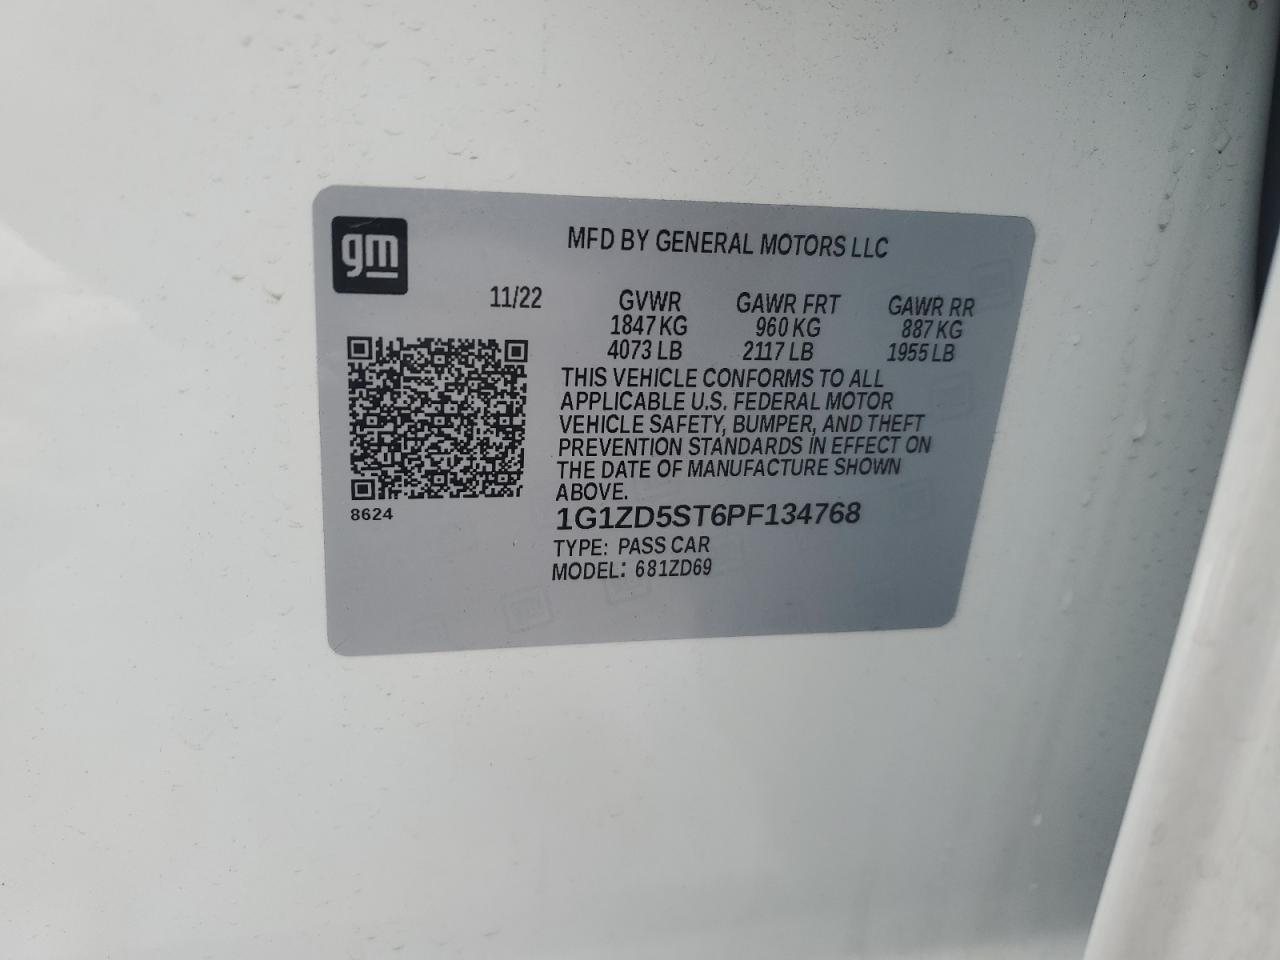 gm
MFD BY GENERAL MOTORS LLC
11/22
GVWR GAWR FRT GAWR RR
1847 KG 960 KG 887 KG
4073 LB 2117 LB 1955 LB
THIS VEHICLE CONFORMS TO ALL
APPLICABLE U.S. FEDERAL MOTOR
VEHICLE SAFETY, BUMPER, AND THEFT
PREVENTION STANDARDS IN EFFECT ON
THE DATE OF MANUFACTURE SHOWN
ABOVE.
8624
1G1ZD5ST6PF134768
TYPE: PASS CAR
MODEL: 681ZD69